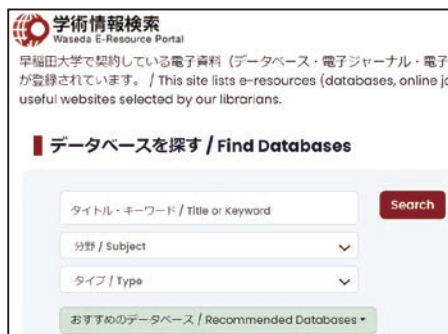 学術情報検索
Waseda E-Resource Portal
早稲田大学で契約している電子資料（データベース・電子ジャーナル・電子
が登録されています。 / This site lists e-resources (databases, online jo
useful websites selected by our librarians.
データベースを探す / Find Databases
タイトル・キーワード / Title or Keyword
Search
分野 / Subject
タイプ / Type
おすすめのデータベース / Recommended Databases